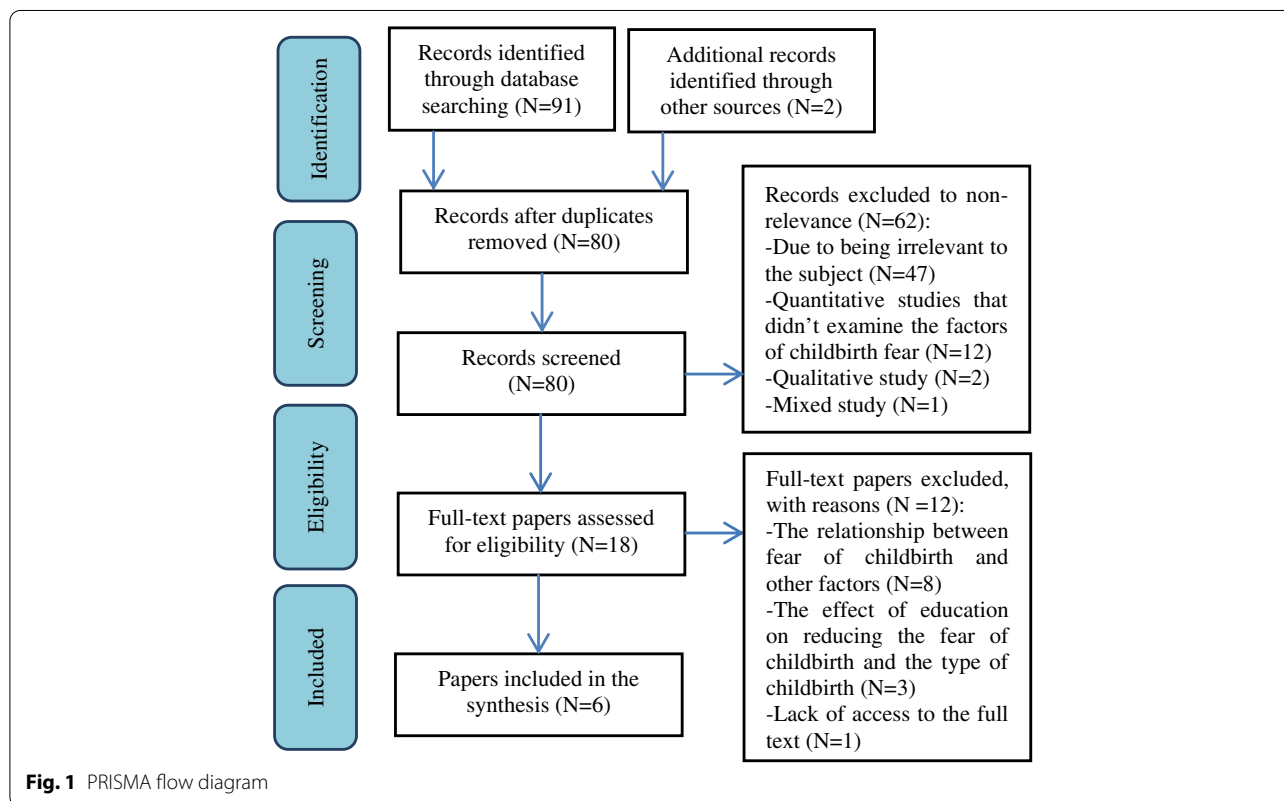 Identification
Records identified
through database
searching (N=91)
Additional records
identified through
other sources (N=2)
Screening
Records after duplicates
removed (N=80)
Records screened
(N=80)
Records excluded to non-
relevance (N=62):
-Due to being irrelevant to
the subject (N=47)
-Quantitative studies that
didn’t examine the factors
of childbirth fear (N=12)
-Qualitative study (N=2)
-Mixed study (N=1)
Eligibility
Full-text papers assessed
for eligibility (N=18)
Full-text papers excluded,
with reasons (N =12):
-The relationship between
fear of childbirth and
other factors (N=8)
-The effect of education
on reducing the fear of
childbirth and the type of
childbirth (N=3)
-Lack of access to the full
text (N=1)
Included
Papers included in the
synthesis (N=6)
Fig. 1 PRISMA flow diagram